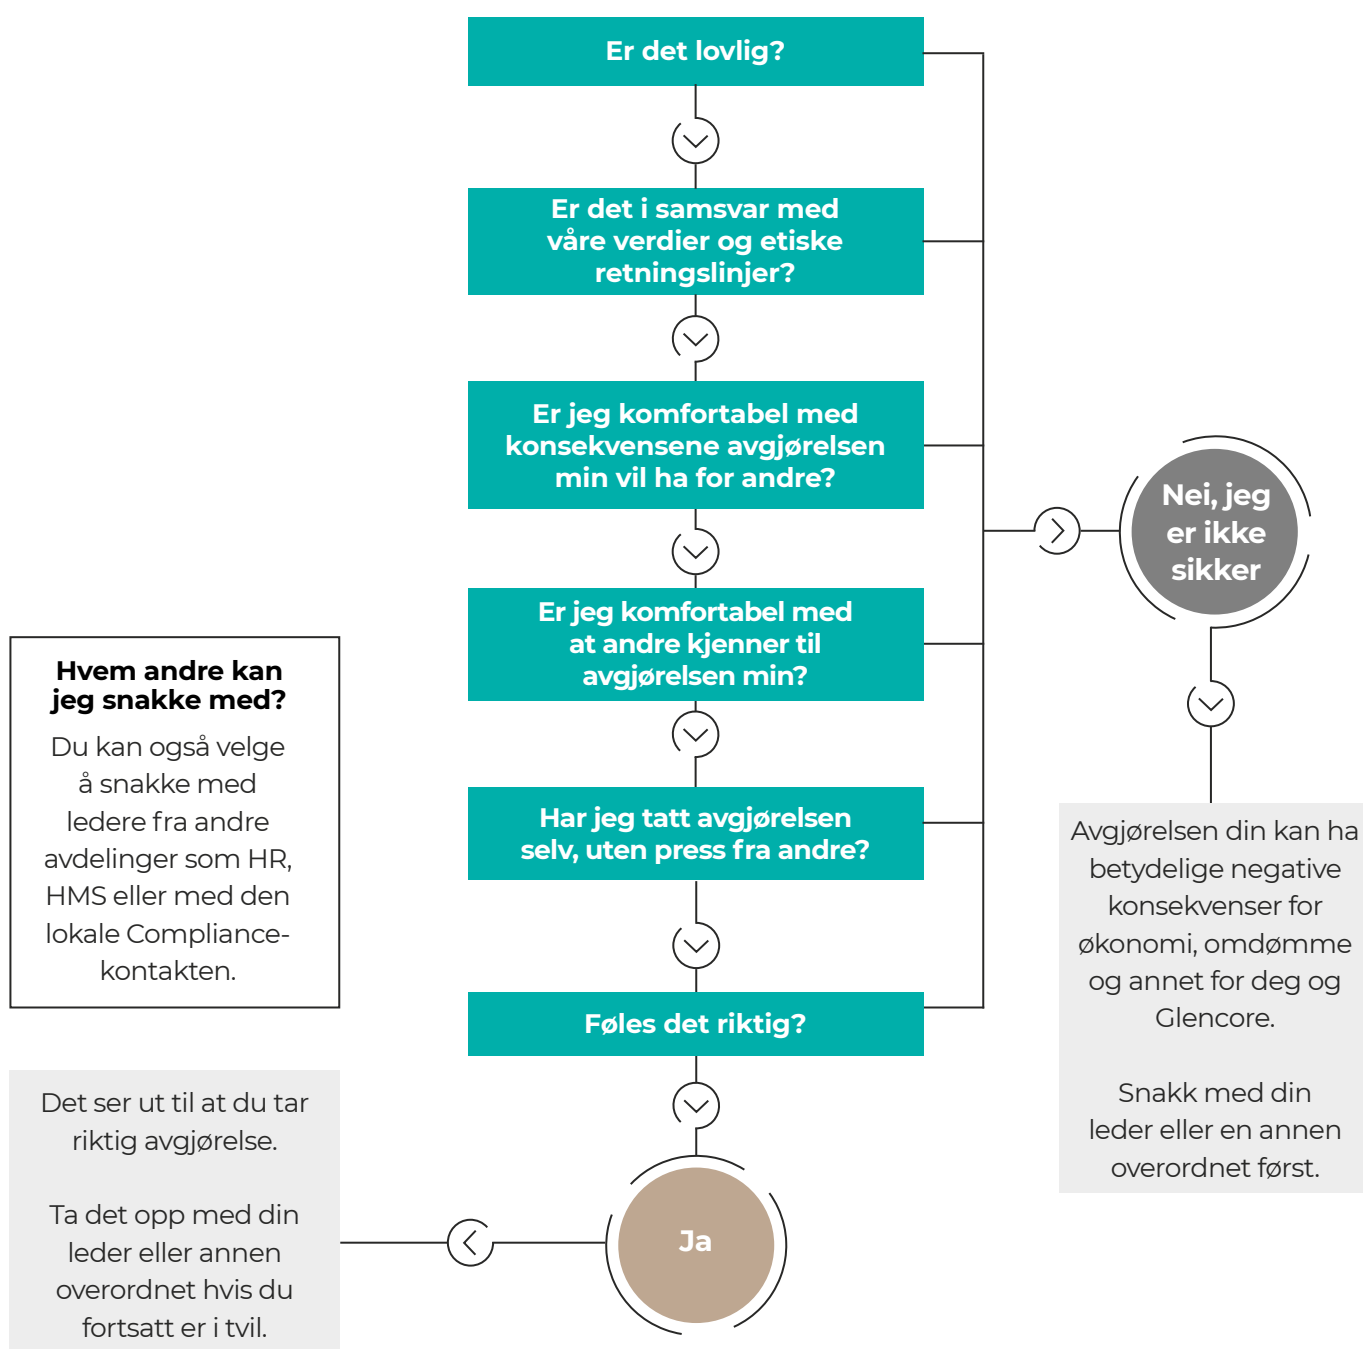 Er det lovlig?
Er det i samsvar med
våre verdier og etiske
retningslinjer?
Er jeg komfortabel med
konsekvensene avgjørelsen
min vil ha for andre?
Er jeg komfortabel med
at andre kjenner til
avgjørelsen min?
Har jeg tatt avgjørelsen
selv, uten press fra andre?
Føles det riktig?
Ja
Nei, jeg
er ikke
sikker
Avgjørelsen din kan ha
betydelige negative
konsekvenser for
økonomi, omdømme
og annet for deg og
Glencore.
Snakk med din
leder eller en annen
overordnet først.
Hvem andre kan
jeg snakke med?
Du kan også velge
å snakke med
ledere fra andre
avdelinger som HR,
HMS eller med den
lokale Compliance-
kontakten.
Det ser ut til at du tar
riktig avgjørelse.
Ta det opp med din
leder eller annen
overordnet hvis du
fortsatt er i tvil.